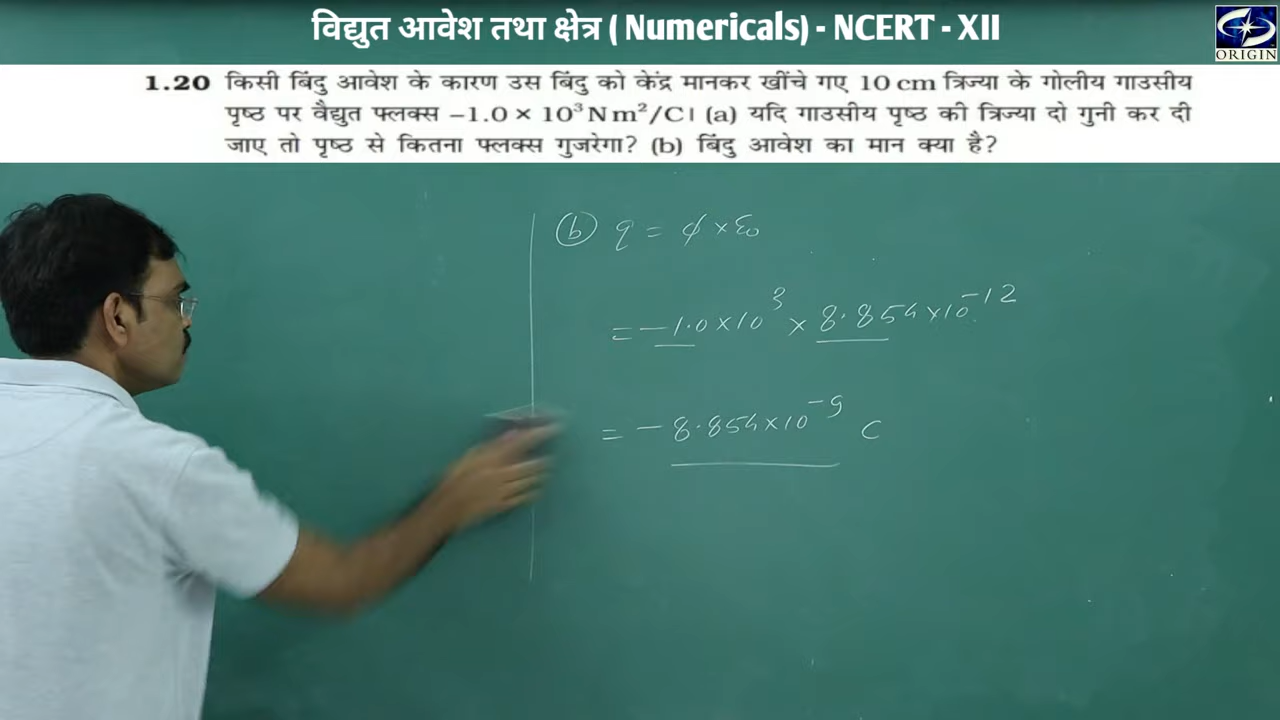 विद्युत आवेश तथा क्षेत्र ( Numericals) - NCERT - XII
ORIGIN
1.20 किसी बिंदु आवेश के कारण उस बिंदु को केंद्र मानकर खींचे गए 10 cm त्रिज्या के गोलीय गाउसीय
पृष्ठ पर वैद्युत फ्लक्स –1.0 × 10³ N m²/C। (a) यदि गाउसीय पृष्ठ की त्रिज्या दो गुनी कर दी
जाए तो पृष्ठ से कितना फ्लक्स गुजरेगा? (b) बिंदु आवेश का मान क्या है?
(b) q = ϕ × ε₀
= – 1.0 × 10³ × 8.854 × 10⁻¹²
= – 8.854 × 10⁻⁹ C